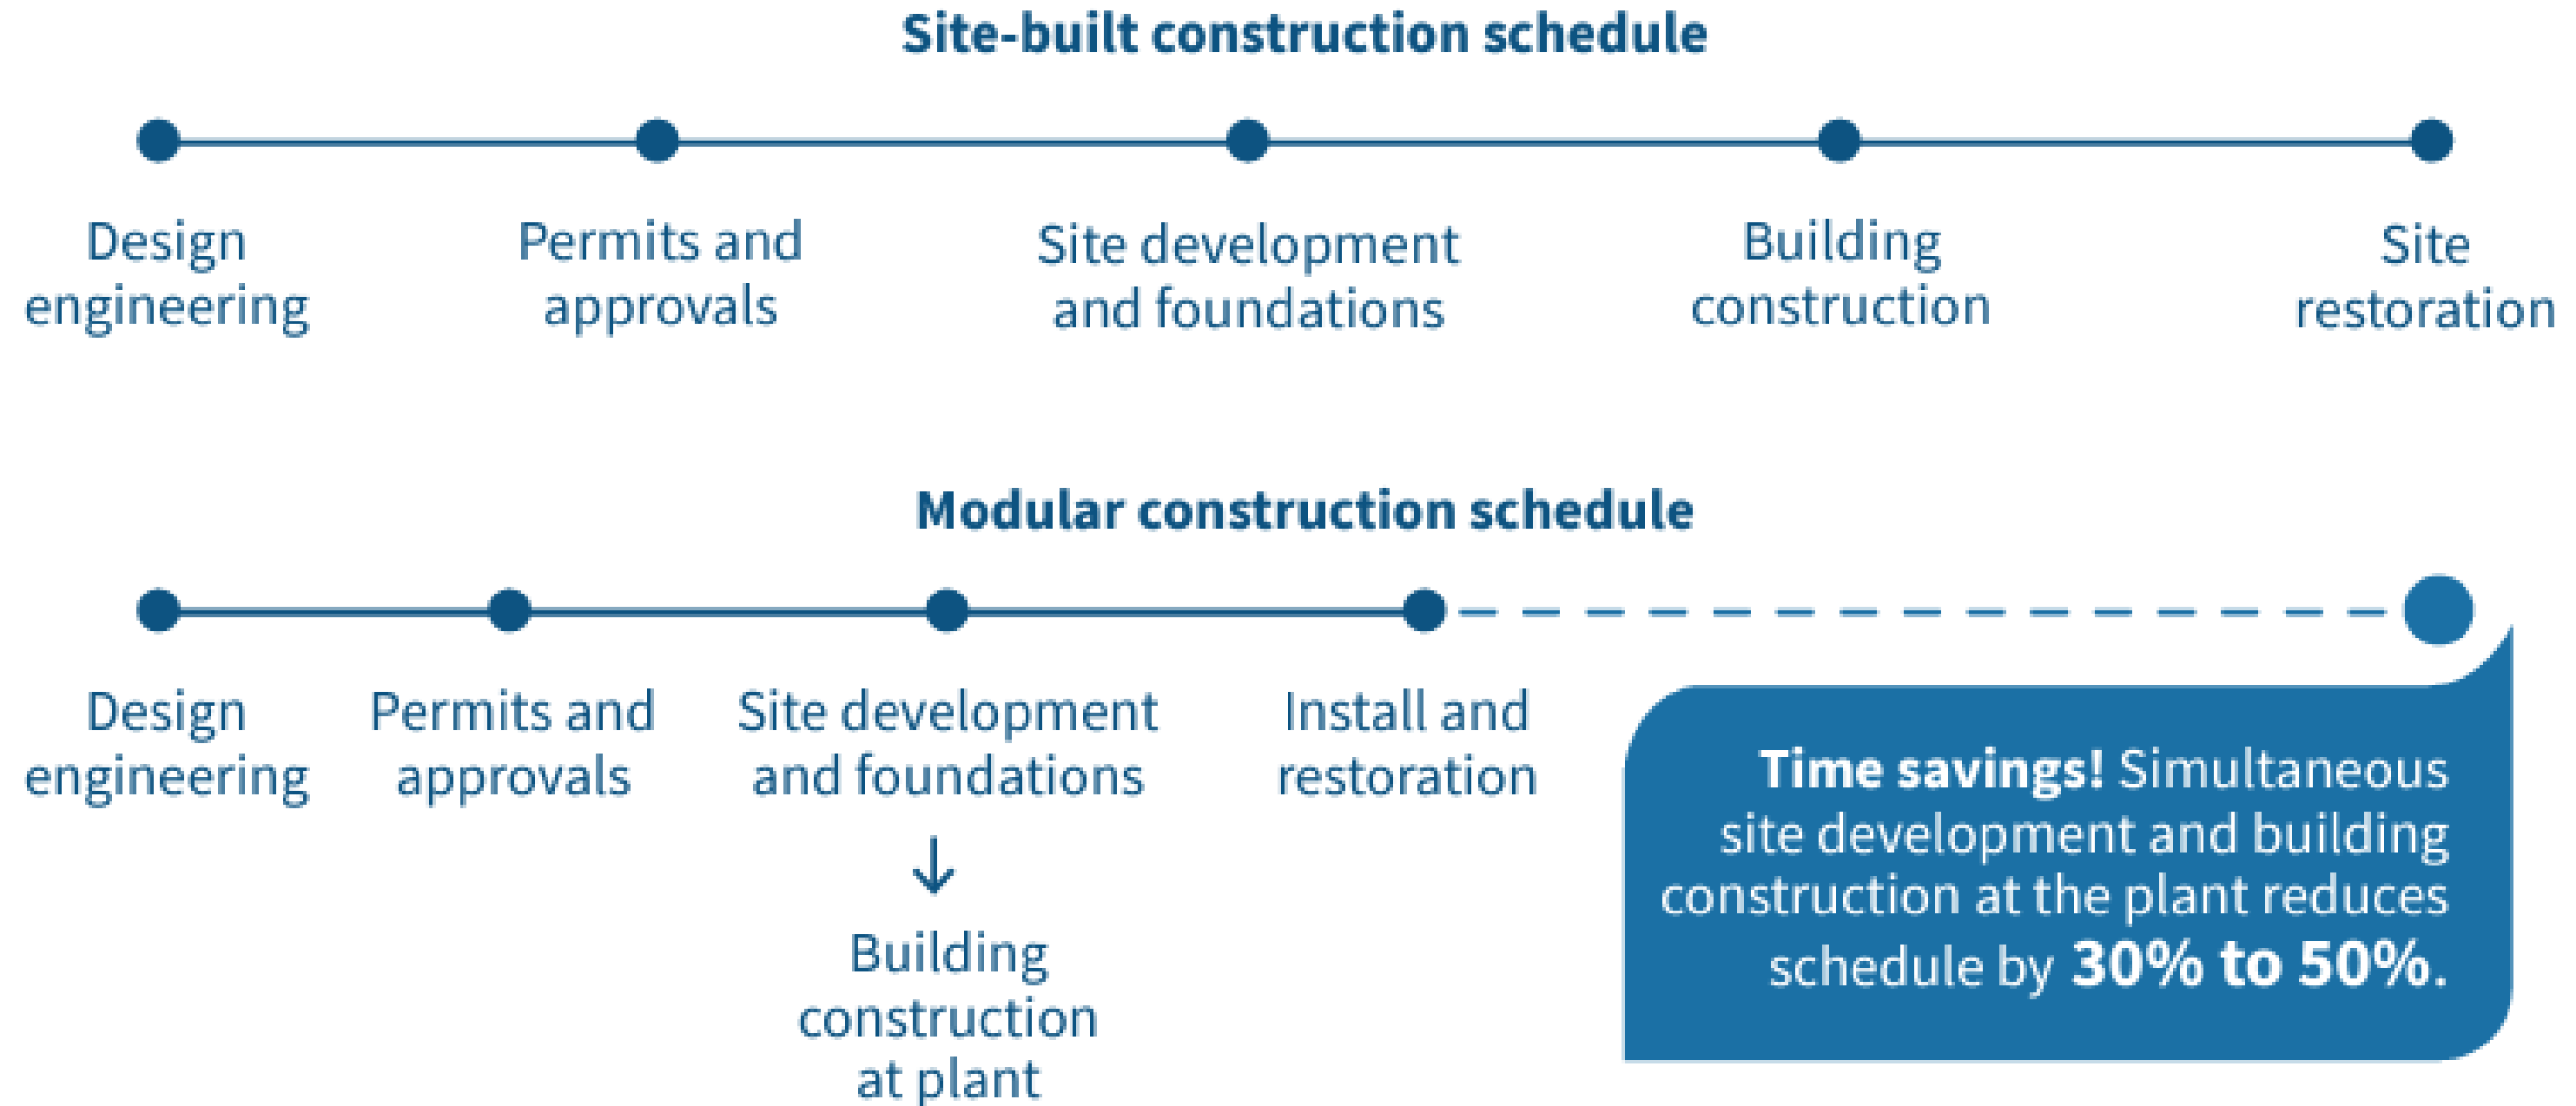 Site-built construction schedule
Design
engineering
Permits and
approvals
Site development
and foundations
Building
construction
Site
restoration
Modular construction schedule
Design
engineering
Permits and
approvals
Site development
and foundations
Building
construction
at plant
Install and
restoration
Time savings! Simultaneous
site development and building
construction at the plant reduces
schedule by 30% to 50%.